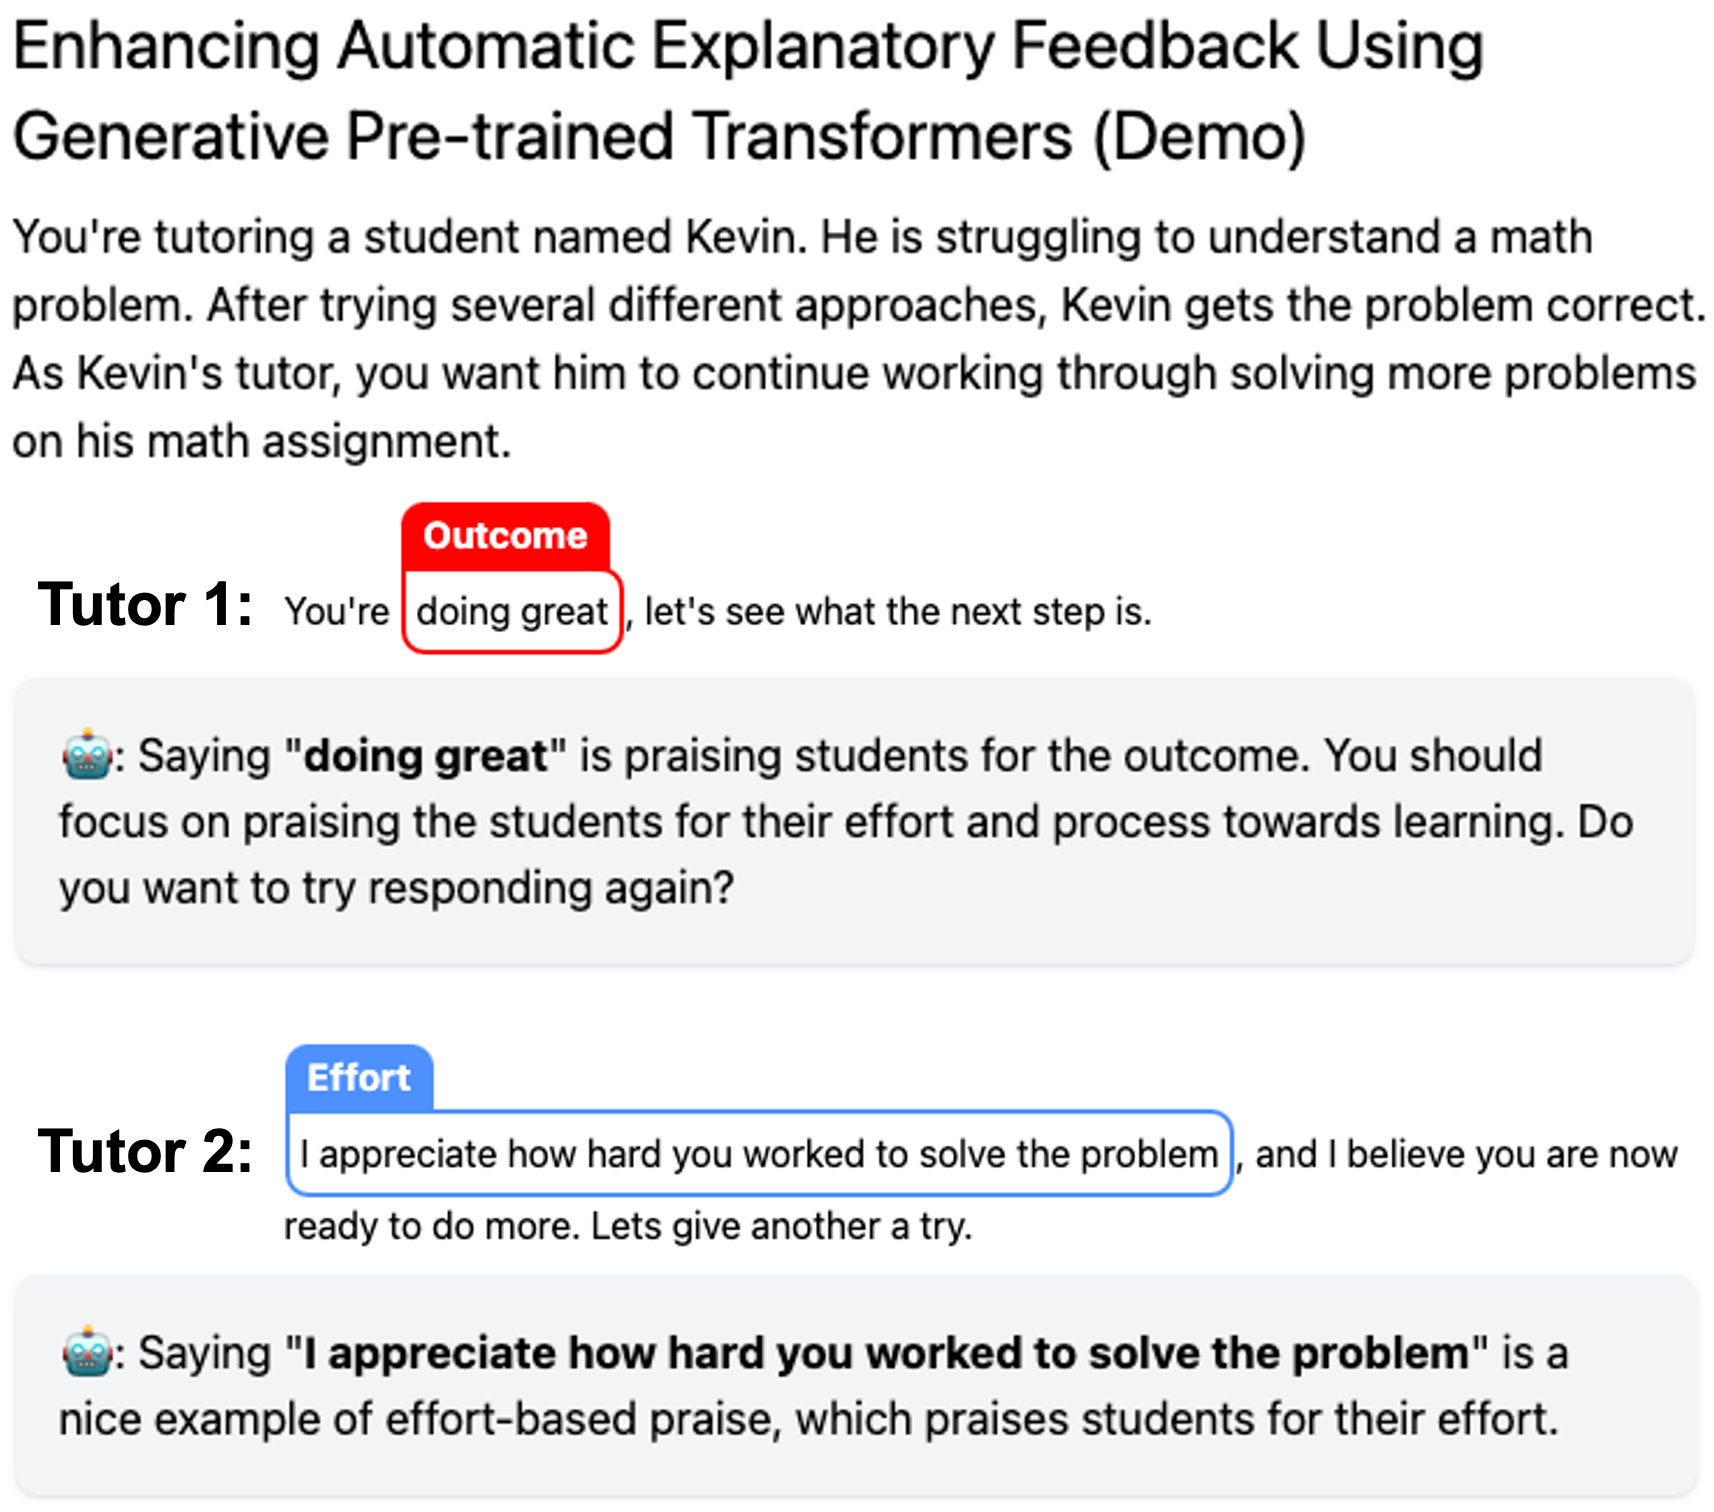 Enhancing Automatic Explanatory Feedback Using
Generative Pre-trained Transformers (Demo)
You're tutoring a student named Kevin. He is struggling to understand a math
problem. After trying several different approaches, Kevin gets the problem correct.
As Kevin's tutor, you want him to continue working through solving more problems
on his math assignment.
Outcome
Tutor 1: You're doing great, let's see what the next step is.
🤖: Saying "doing great" is praising students for the outcome. You should
focus on praising the students for their effort and process towards learning. Do
you want to try responding again?
Effort
Tutor 2: I appreciate how hard you worked to solve the problem, and I believe you are now
ready to do more. Lets give another a try.
🤖: Saying "I appreciate how hard you worked to solve the problem" is a
nice example of effort-based praise, which praises students for their effort.